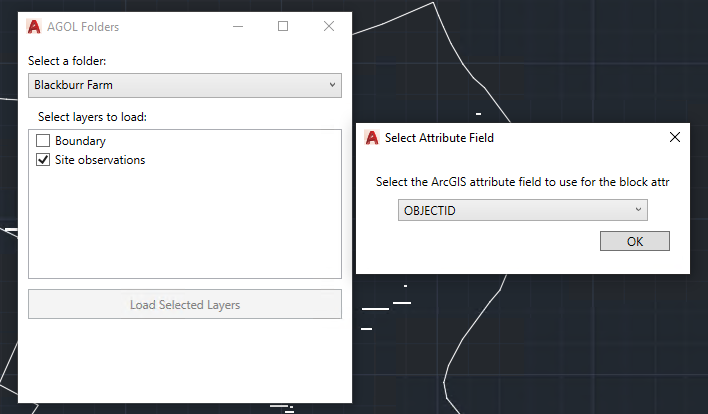 AGOL Folders
Select a folder:
Blackburr Farm
Select layers to load:
Boundary
Site observations
Load Selected Layers
Select Attribute Field
Select the ArcGIS attribute field to use for the block attr
OBJECTID
OK